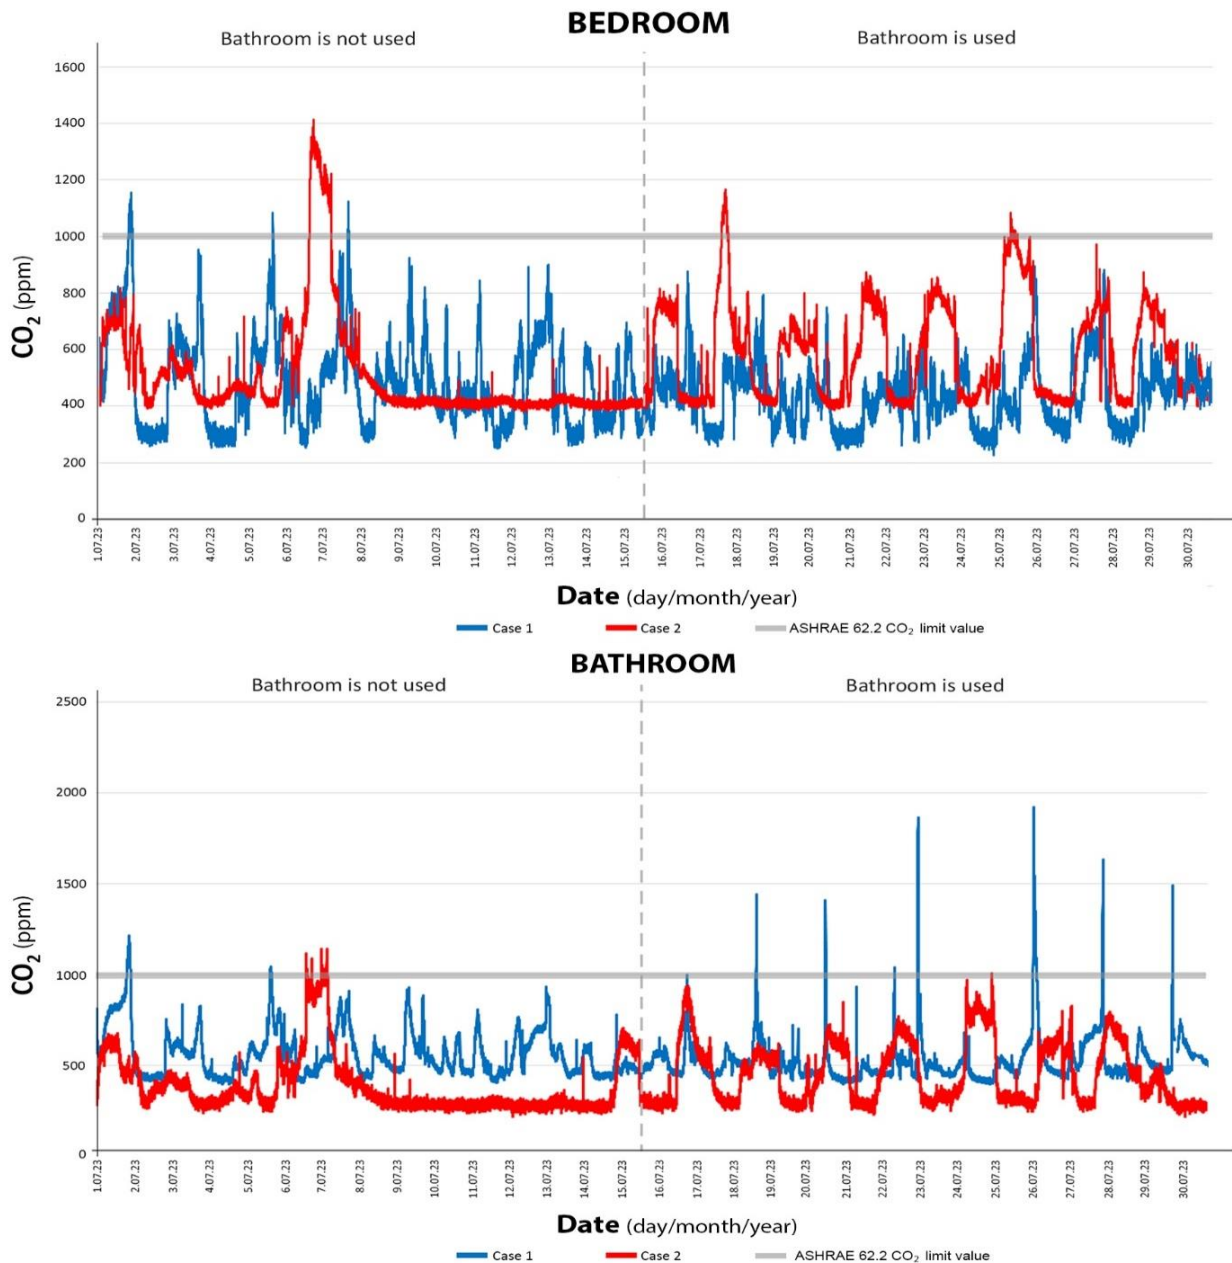 BEDROOM
Bathroom is not used
Bathroom is used
1600
1400
1200
1000
800
600
400
200
0
CO₂ (ppm)
1.07.23 2.07.23 3.07.23 4.07.23 5.07.23 6.07.23 7.07.23 8.07.23 9.07.23 10.07.23 11.07.23 12.07.23 13.07.23 14.07.23 15.07.23 16.07.23 17.07.23 18.07.23 19.07.23 20.07.23 21.07.23 22.07.23 23.07.23 24.07.23 25.07.23 26.07.23 27.07.23 28.07.23 29.07.23 30.07.23
Date (day/month/year)
Case 1 Case 2 ASHRAE 62.2 CO₂ limit value
BATHROOM
Bathroom is not used
Bathroom is used
2500
2000
1500
1000
500
0
CO₂ (ppm)
1.07.23 2.07.23 3.07.23 4.07.23 5.07.23 6.07.23 7.07.23 8.07.23 9.07.23 10.07.23 11.07.23 12.07.23 13.07.23 14.07.23 15.07.23 16.07.23 17.07.23 18.07.23 19.07.23 20.07.23 21.07.23 22.07.23 23.07.23 24.07.23 25.07.23 26.07.23 27.07.23 28.07.23 29.07.23 30.07.23
Date (day/month/year)
Case 1 Case 2 ASHRAE 62.2 CO₂ limit value